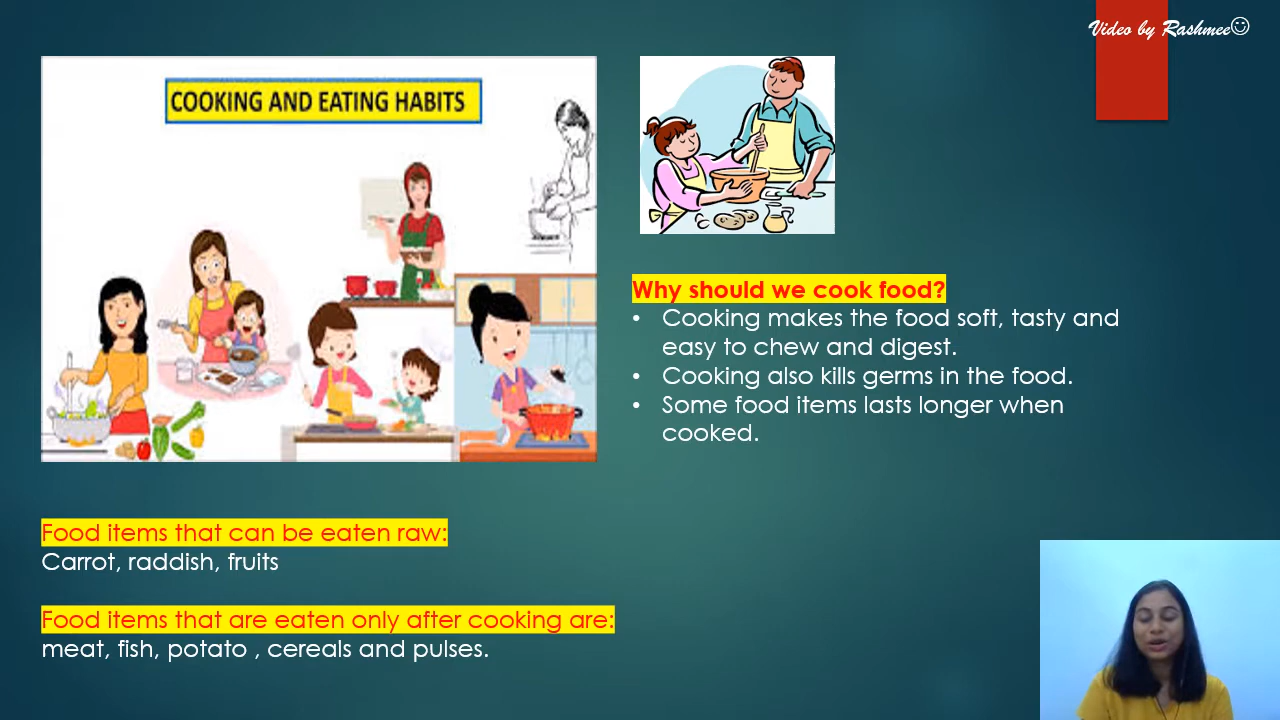 Video by Rashmee☺
COOKING AND EATING HABITS
Why should we cook food?
• Cooking makes the food soft, tasty and
easy to chew and digest.
• Cooking also kills germs in the food.
• Some food items lasts longer when
cooked.
Food items that can be eaten raw:
Carrot, raddish, fruits
Food items that are eaten only after cooking are:
meat, fish, potato , cereals and pulses.